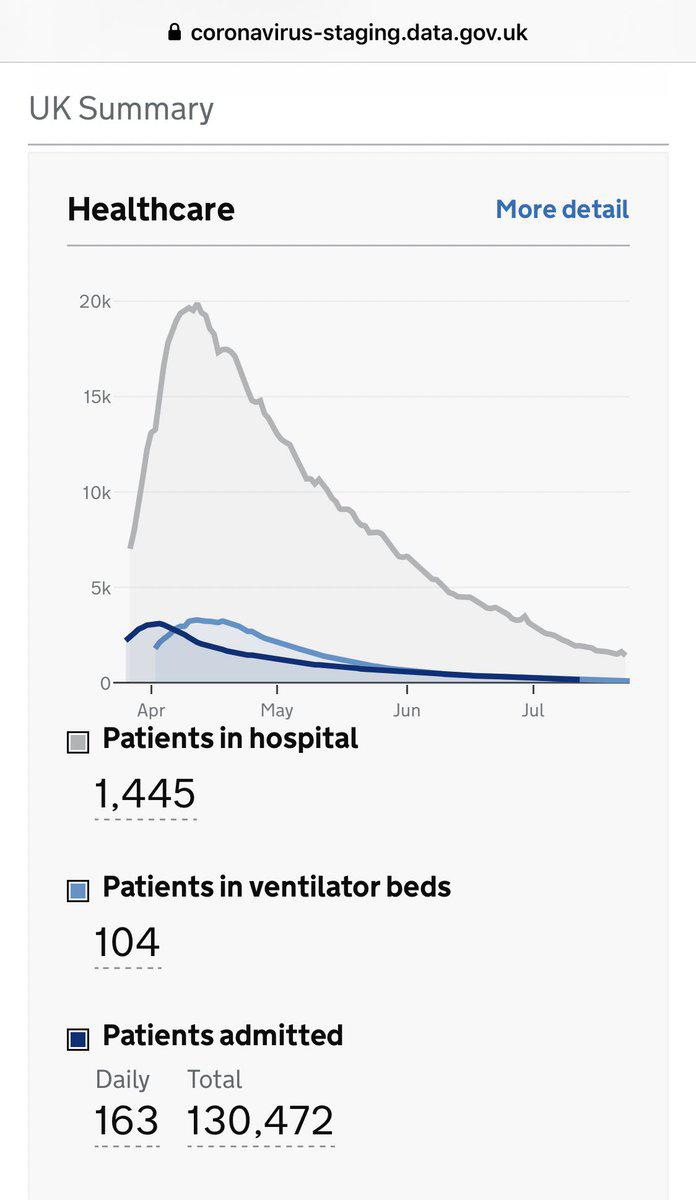 coronavirus-staging.data.gov.uk
UK Summary
Healthcare More detail
20k
15k
10k
5k
0
Apr May Jun Jul
Patients in hospital
1,445
Patients in ventilator beds
104
Patients admitted
Daily Total
163 130,472